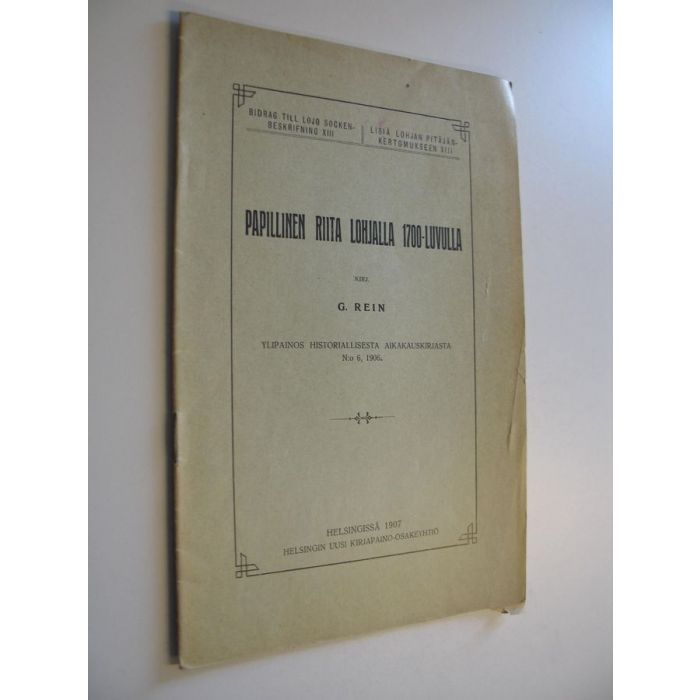 BIDRAG TILL LOJO SOCKEN-
BESKRIFNING XIII
LISIÄ LOHJAN PITÄJÄN-
KERTOMUKSEEN XIII
PAPILLINEN RIITA LOHJALLA 1700-LUVULLA
KIRJ.
G. REIN
YLIPAINOS HISTORIALLISESTA AIKAKAUSKIRJASTA
N:o 6, 1906.
HELSINGISSÄ 1907
HELSINGIN UUSI KIRJAPAINO-OSAKEYHTIÖ